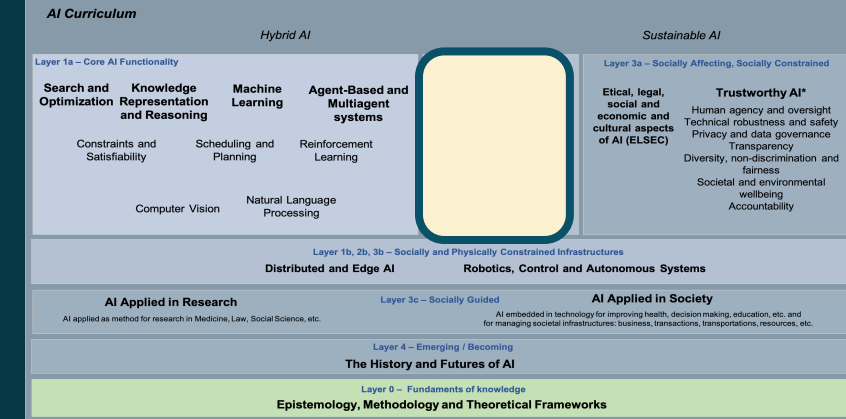 AI Curriculum
Hybrid AI
Sustainable AI
Layer 1a – Core AI Functionality
Search and
Optimization
Knowledge
Representation
and Reasoning
Machine
Learning
Agent-Based and
Multiagent
systems
Constraints and
Satisfiability
Scheduling and
Planning
Reinforcement
Learning
Computer Vision
Natural Language
Processing
Layer 3a – Socially Affecting, Socially Constrained
Etical, legal,
social and
economic and
cultural aspects
of AI (ELSEC)
Trustworthy AI*
Human agency and oversight
Technical robustness and safety
Privacy and data governance
Transparency
Diversity, non-discrimination and
fairness
Societal and environmental
wellbeing
Accountability
Layer 1b, 2b, 3b – Socially and Physically Constrained Infrastructures
Distributed and Edge AI
Robotics, Control and Autonomous Systems
AI Applied in Research
AI applied as method for research in Medicine, Law, Social Science, etc.
Layer 3c – Socially Guided
AI Applied in Society
AI embedded in technology for improving health, decision making, education, etc. and
for managing societal infrastructures: business, transactions, transportations, resources, etc.
Layer 4 – Emerging / Becoming
The History and Futures of AI
Layer 0 – Fundaments of knowledge
Epistemology, Methodology and Theoretical Frameworks